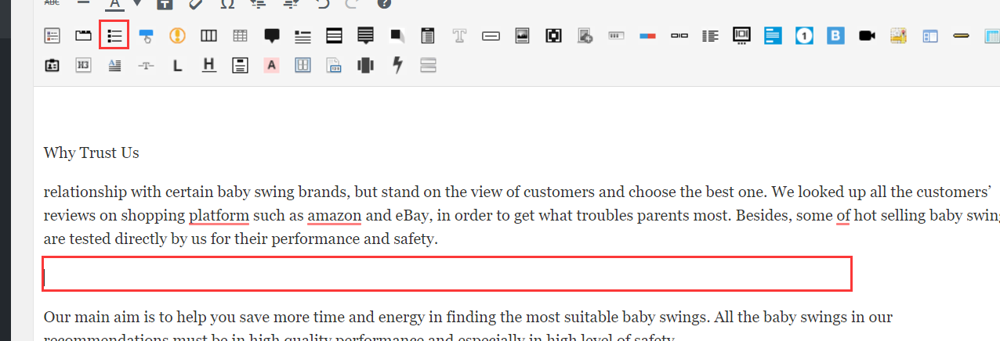 ABC A T Ω ?
T 1 B
H3 A T L H A
Why Trust Us
relationship with certain baby swing brands, but stand on the view of customers and choose the best one. We looked up all the customers’
reviews on shopping platform such as amazon and eBay, in order to get what troubles parents most. Besides, some of hot selling baby swin
are tested directly by us for their performance and safety.
Our main aim is to help you save more time and energy in finding the most suitable baby swings. All the baby swings in our
recommendations must be in high quality performance and especially in high level of safety